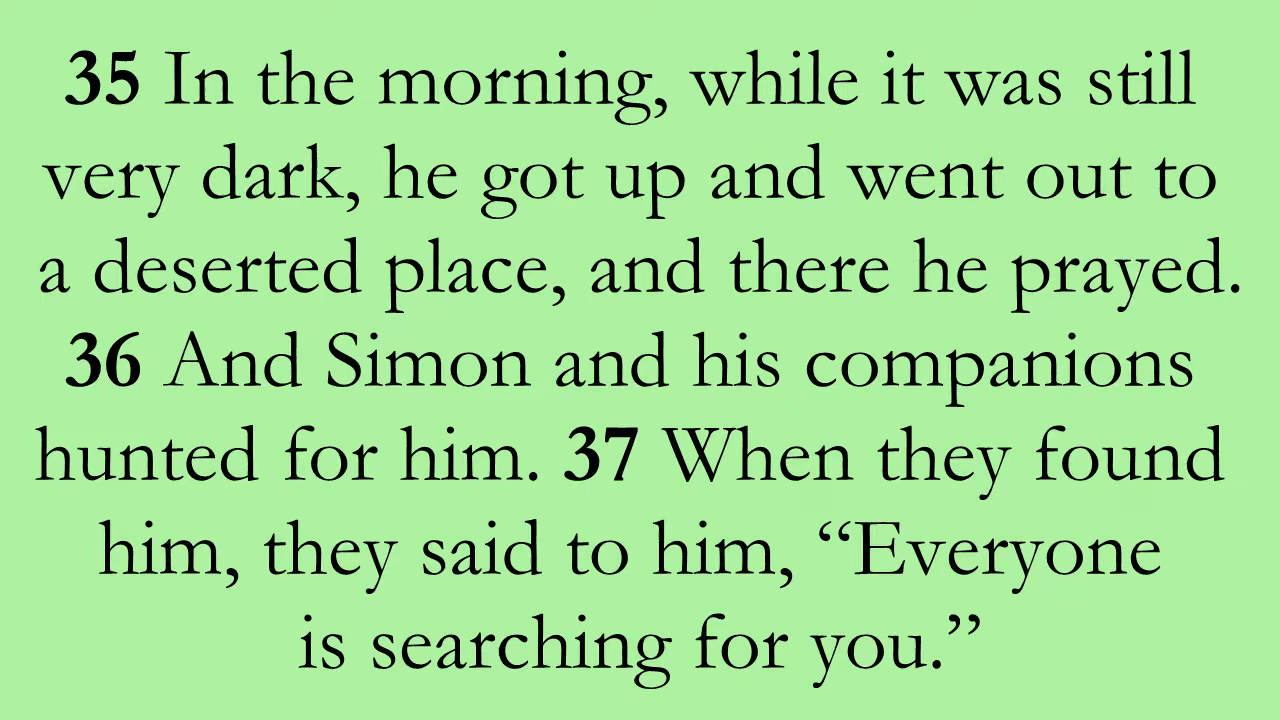 35 In the morning, while it was still
very dark, he got up and went out to
a deserted place, and there he prayed.
36 And Simon and his companions
hunted for him. 37 When they found
him, they said to him, “Everyone
is searching for you.”